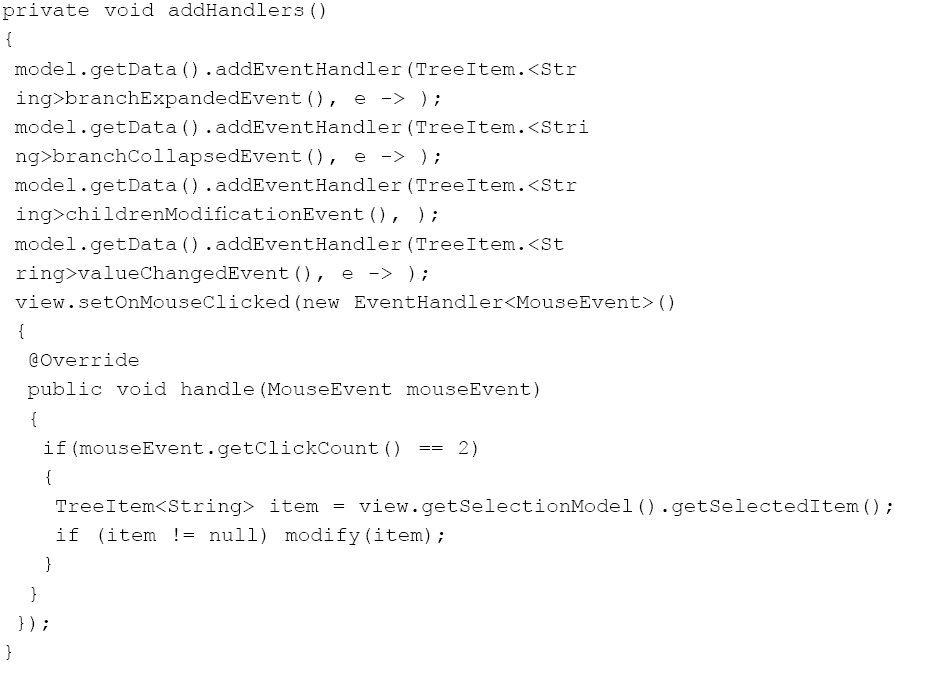 private void addHandlers()
{
model.getData().addEventHandler(TreeItem.<Str
ing>branchExpandedEvent(), e -> );
model.getData().addEventHandler(TreeItem.<Stri
ng>branchCollapsedEvent(), e -> );
model.getData().addEventHandler(TreeItem.<Str
ing>childrenModificationEvent(), );
model.getData().addEventHandler(TreeItem.<St
ring>valueChangedEvent(), e -> );
view.setOnMouseClicked(new EventHandler<MouseEvent>()
{
@Override
public void handle(MouseEvent mouseEvent)
{
if(mouseEvent.getClickCount() == 2)
{
TreeItem<String> item = view.getSelectionModel().getSelectedItem();
if (item != null) modify(item);
}
}
});
}